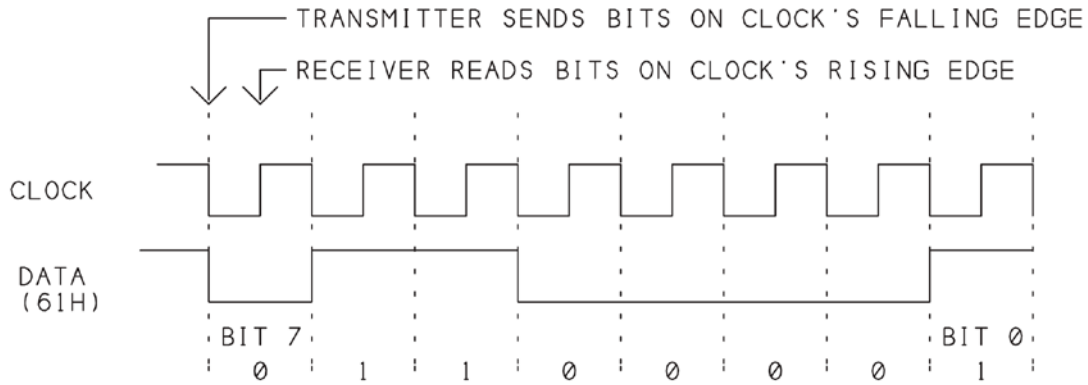 TRANSMITTER SENDS BITS ON CLOCK'S FALLING EDGE
RECEIVER READS BITS ON CLOCK'S RISING EDGE
CLOCK
DATA
(61H)
BIT 7 BIT 0
0 1 1 0 0 0 0 1